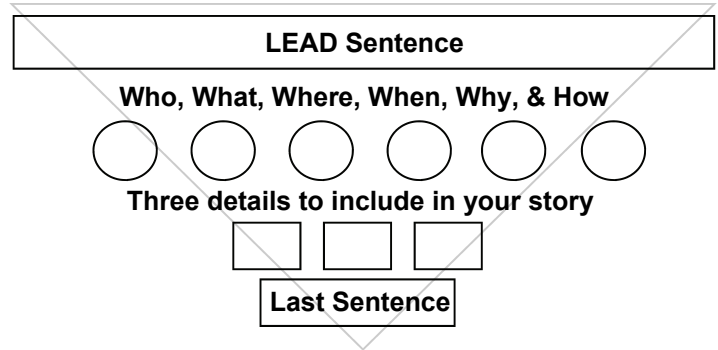 LEAD Sentence
Who, What, Where, When, Why, & How
Three details to include in your story
Last Sentence